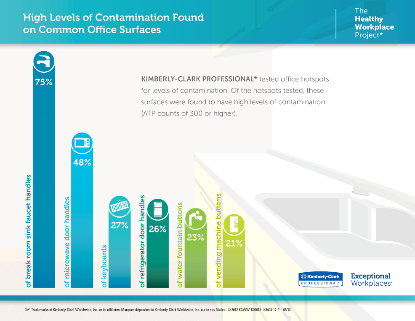 High Levels of Contamination Found
on Common Office Surfaces
The
Healthy
Workplace
Project*
KIMBERLY-CLARK PROFESSIONAL* tested office hotspots
for levels of contamination. Of the hotspots tested, these
surfaces were found to have high levels of contamination
(ATP counts of 300 or higher).
75%
of break room sink faucet handles
48%
of microwave door handles
27%
of keyboards
26%
of refrigerator door handles
23%
of water fountain buttons
21%
of vending machine buttons
Kimberly-Clark
PROFESSIONAL*
Exceptional
Workplaces*